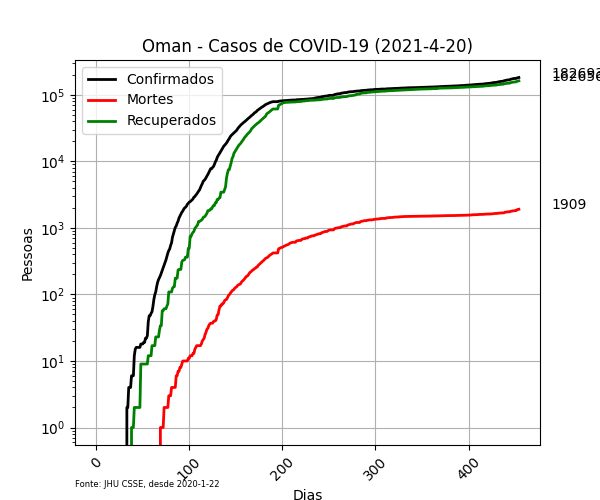 Oman - Casos de COVID-19 (2021-4-20)
Confirmados
Mortes
Recuperados
1909
Pessoas
10^5
10^4
10^3
10^2
10^1
10^0
0
100
200
300
400
Fonte: JHU CSSE, desde 2020-1-22
Dias